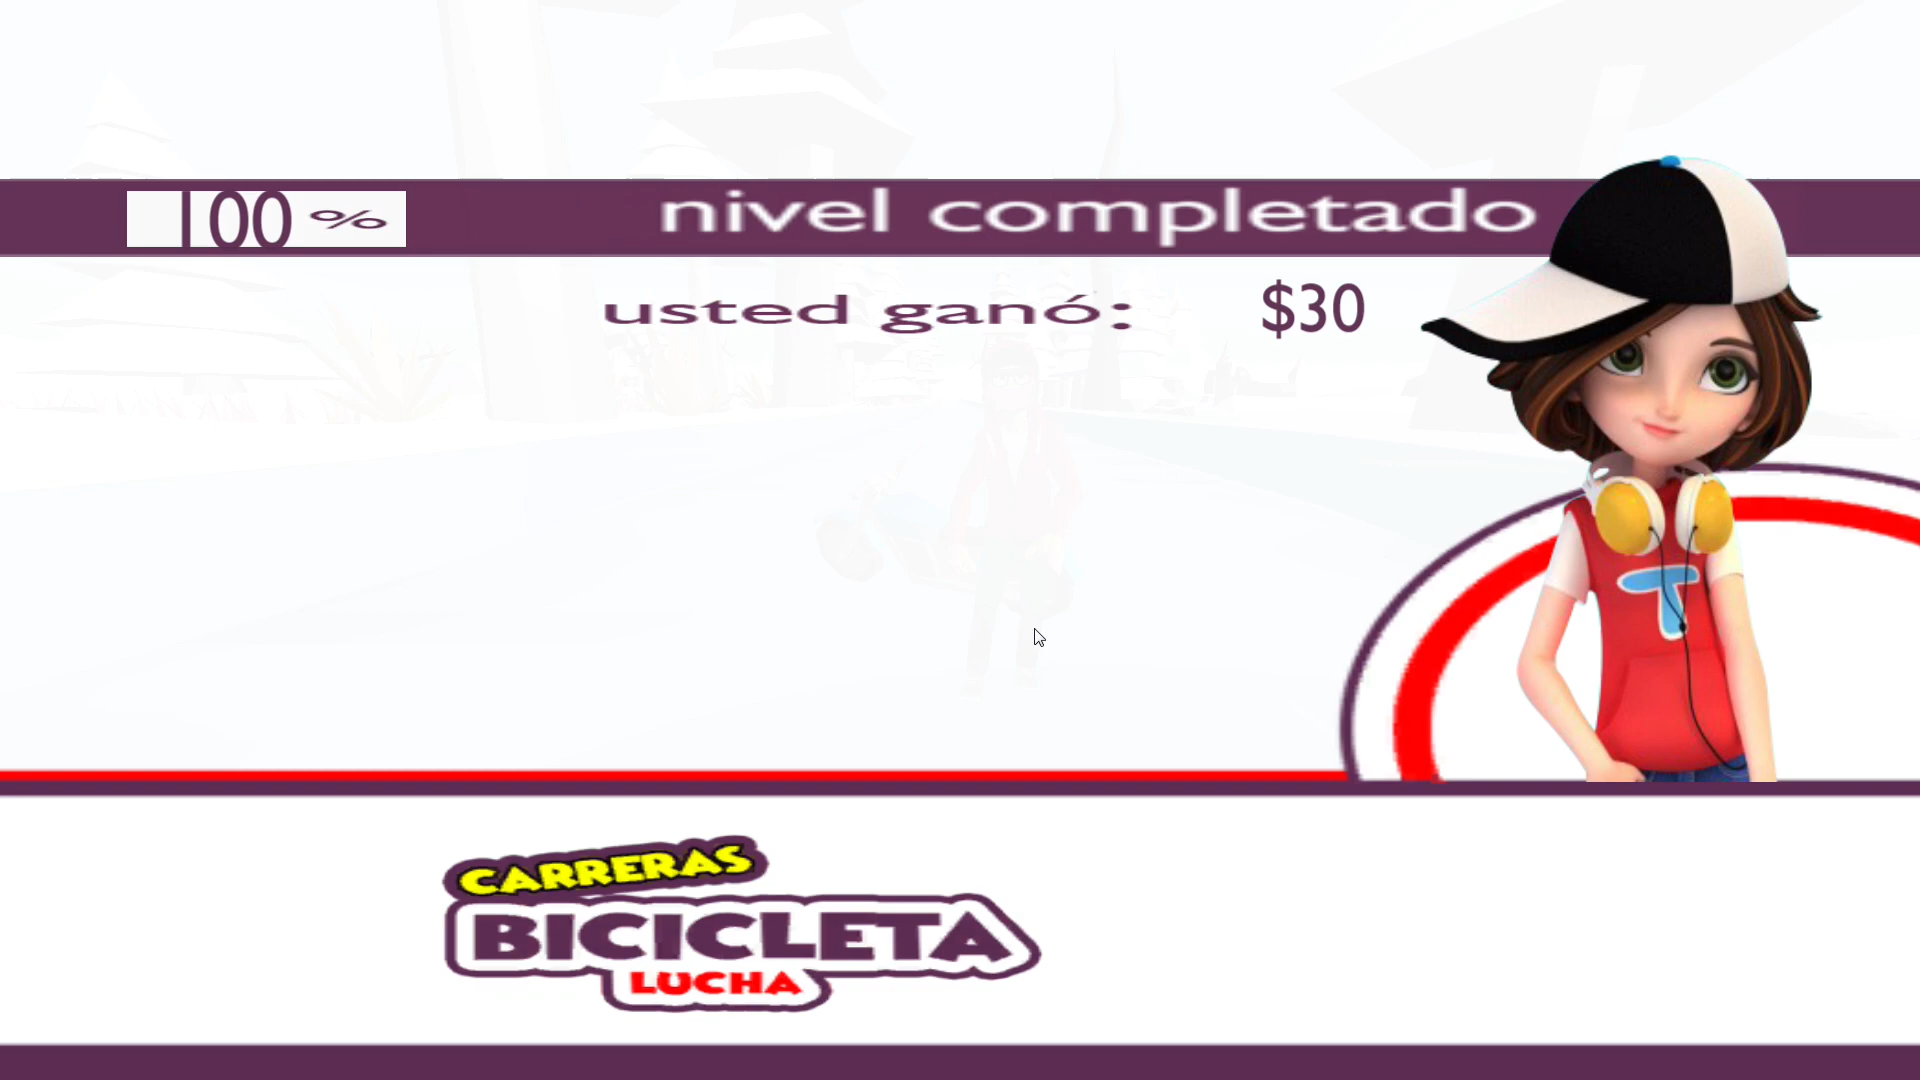 100 %
nivel completado
usted ganó: $30
T
CARRERAS
BICICLETA
LUCHA